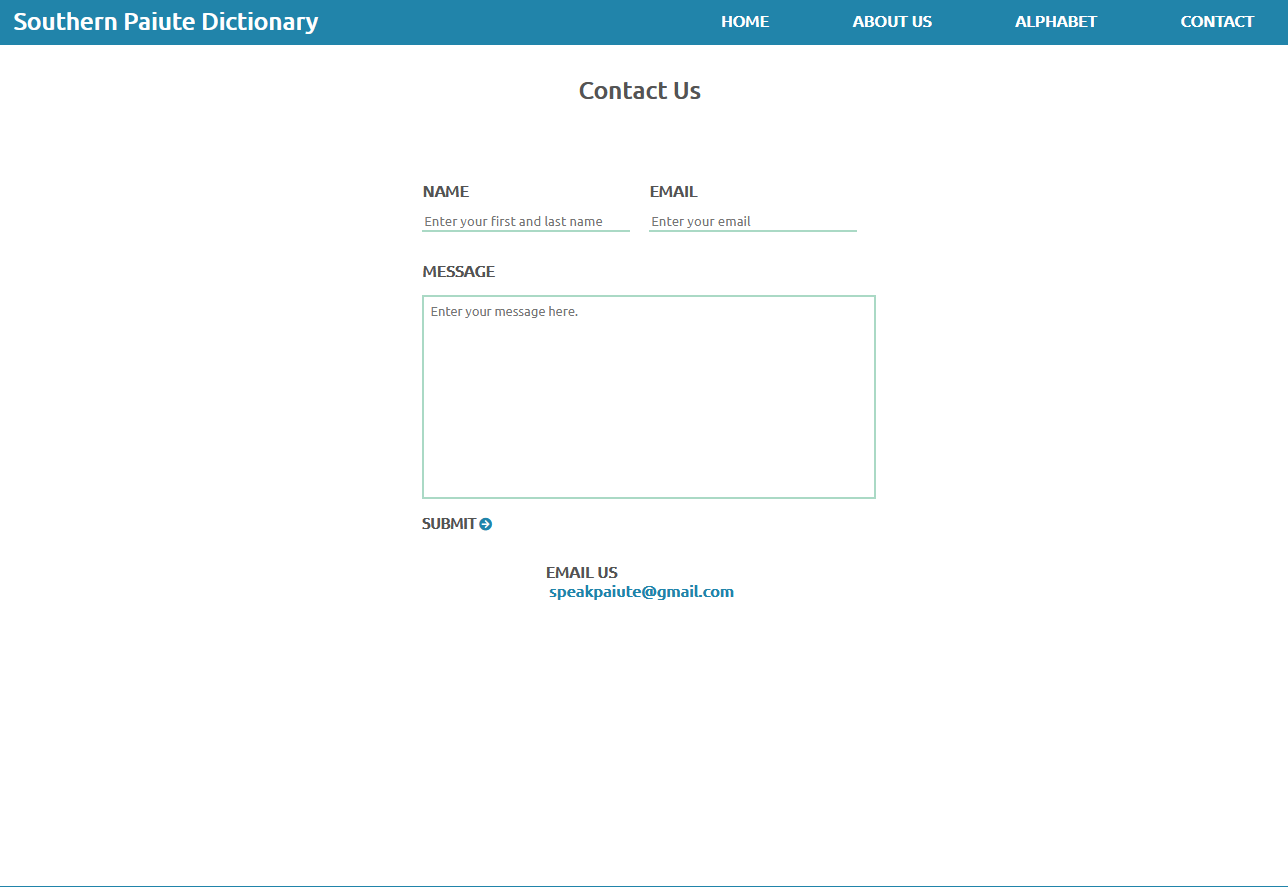 Southern Paiute Dictionary HOME ABOUT US ALPHABET CONTACT
Contact Us
NAME EMAIL
Enter your first and last name Enter your email
MESSAGE
Enter your message here.
SUBMIT
EMAIL US
speakpaiute@gmail.com